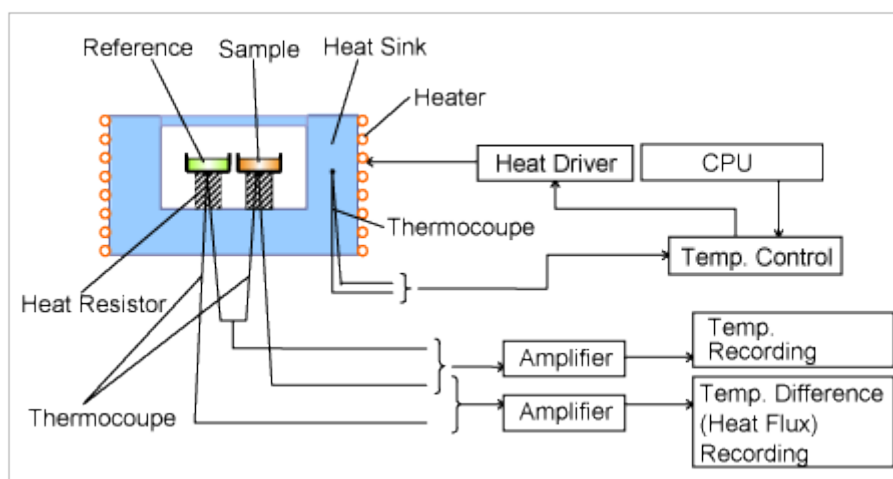 Reference
Sample
Heat Sink
Heater
Heat Driver
CPU
Thermocoupe
Temp. Control
Heat Resistor
Temp.
Recording
Amplifier
Thermocoupe
Amplifier
Temp. Difference
(Heat Flux)
Recording